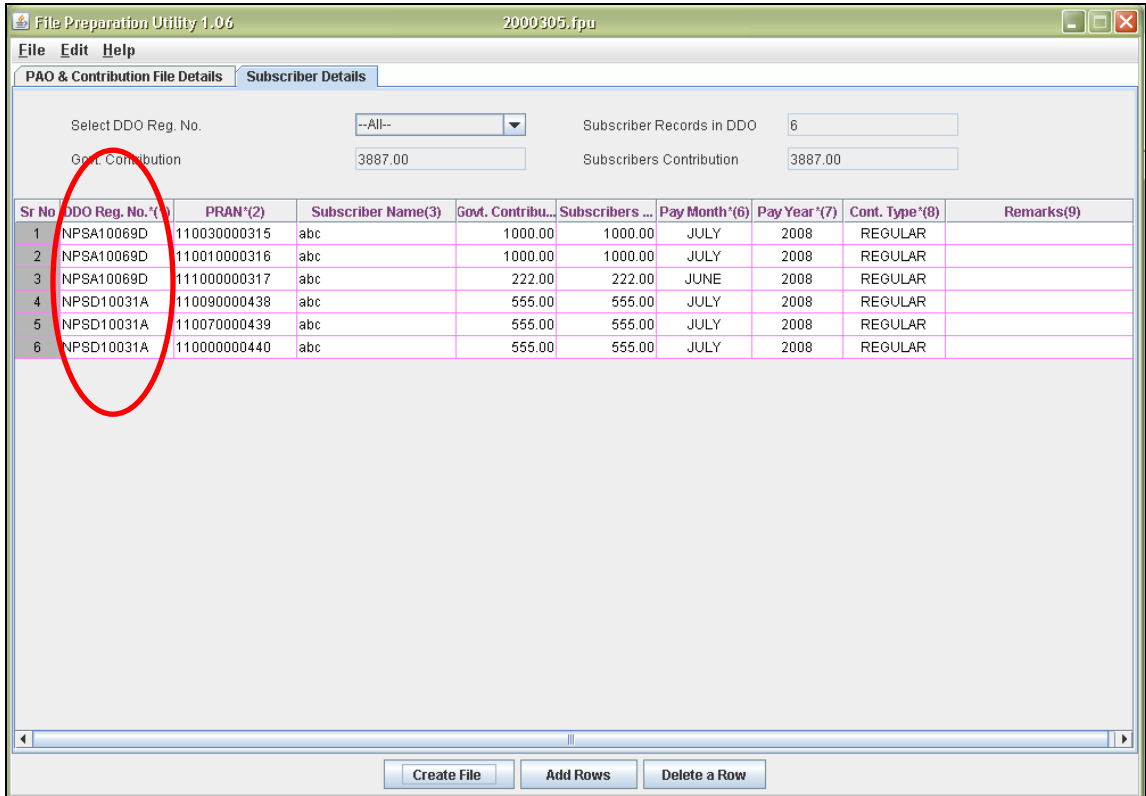 File Preparation Utility 1.06 2000305.fpu
File Edit Help
PAO & Contribution File Details Subscriber Details
Select DDO Reg. No. --All-- Subscriber Records in DDO 6
Govt. Contribution 3887.00 Subscribers Contribution 3887.00
Sr No DDO Reg. No.*(1) PRAN*(2) Subscriber Name(3) Govt. Contribu... Subscribers ... Pay Month*(6) Pay Year*(7) Cont. Type*(8) Remarks(9)
1 NPSA10069D 110030000315 abc 1000.00 1000.00 JULY 2008 REGULAR
2 NPSA10069D 110010000316 abc 1000.00 1000.00 JULY 2008 REGULAR
3 NPSA10069D 111000000317 abc 222.00 222.00 JUNE 2008 REGULAR
4 NPSD10031A 110090000438 abc 555.00 555.00 JULY 2008 REGULAR
5 NPSD10031A 110070000439 abc 555.00 555.00 JULY 2008 REGULAR
6 NPSD10031A 110000000440 abc 555.00 555.00 JULY 2008 REGULAR
Create File Add Rows Delete a Row